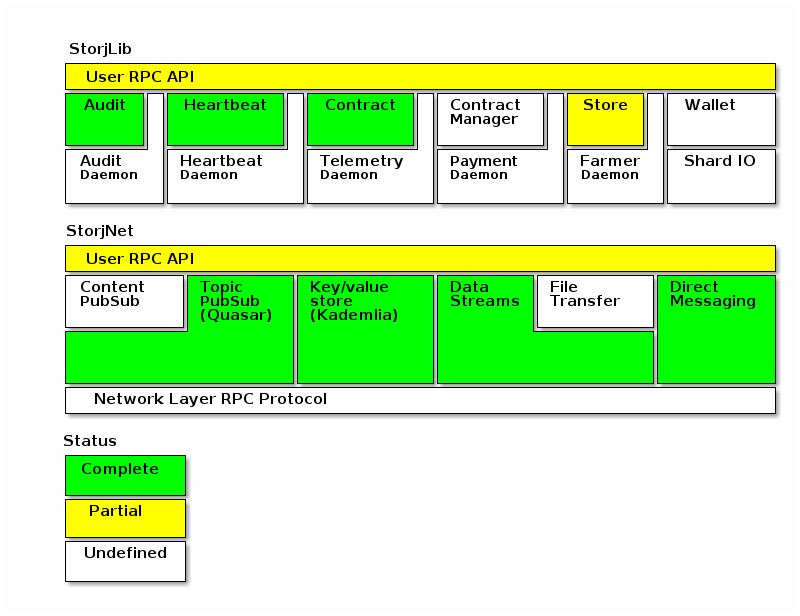 StorjLib
User RPC API
Audit
Heartbeat
Contract
Contract
Manager
Store
Wallet
Audit
Daemon
Heartbeat
Daemon
Telemetry
Daemon
Payment
Daemon
Farmer
Daemon
Shard IO
StorjNet
User RPC API
Content
PubSub
Topic
PubSub
(Quasar)
Key/value
store
(Kademlia)
Data
Streams
File
Transfer
Direct
Messaging
Network Layer RPC Protocol
Status
Complete
Partial
Undefined